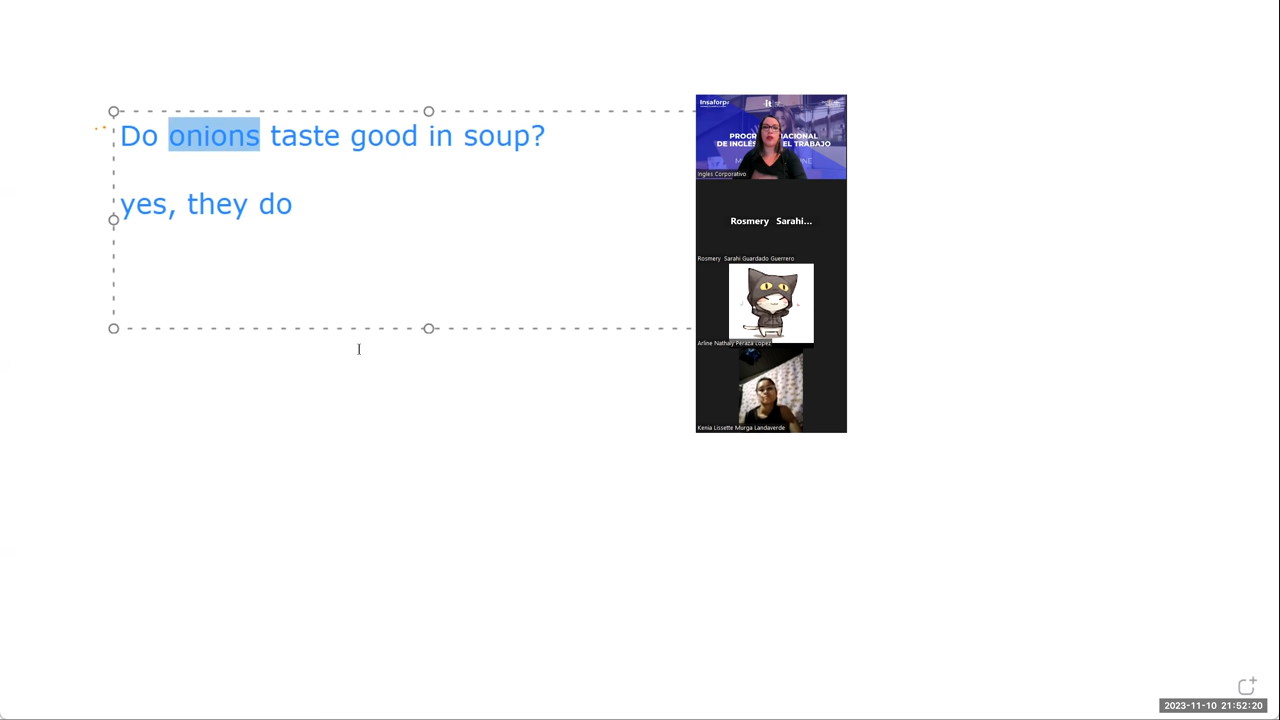 Do onions taste good in soup?
yes, they do
Insaforp
PROGR NACIONAL
DE INGLÉS EL TRABAJO
Ingles Corporativo
Rosmery Sarahi...
Rosmery Sarahi Guardado Guerrero
Arline Nathaly Peraza Lopez
Kenia Lissette Murga Landaverde
2023-11-10 21:52:20